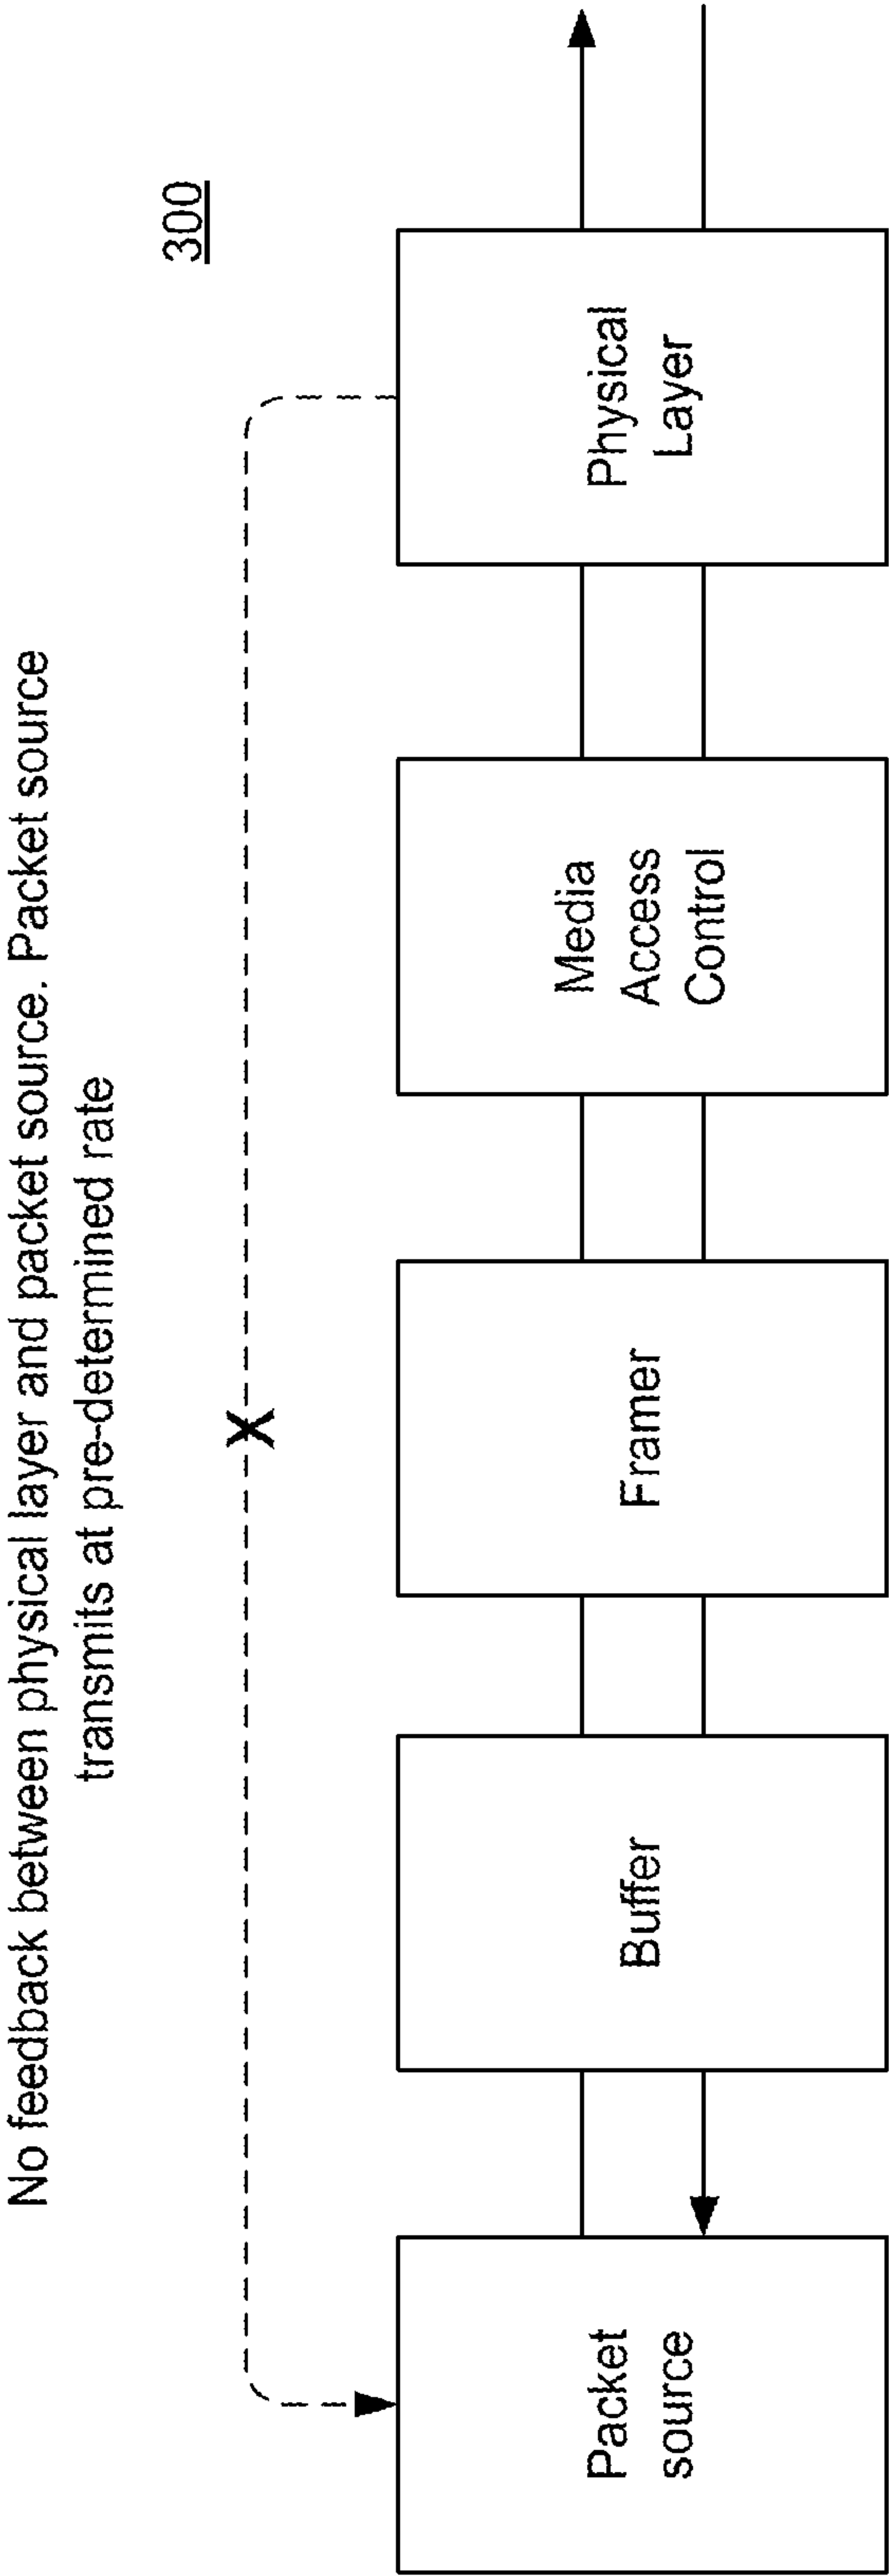 No feedback between physical layer and packet source. Packet source
transmits at pre-determined rate
300
X
Packet
source
Buffer
Framer
Media
Access
Control
Physical
Layer